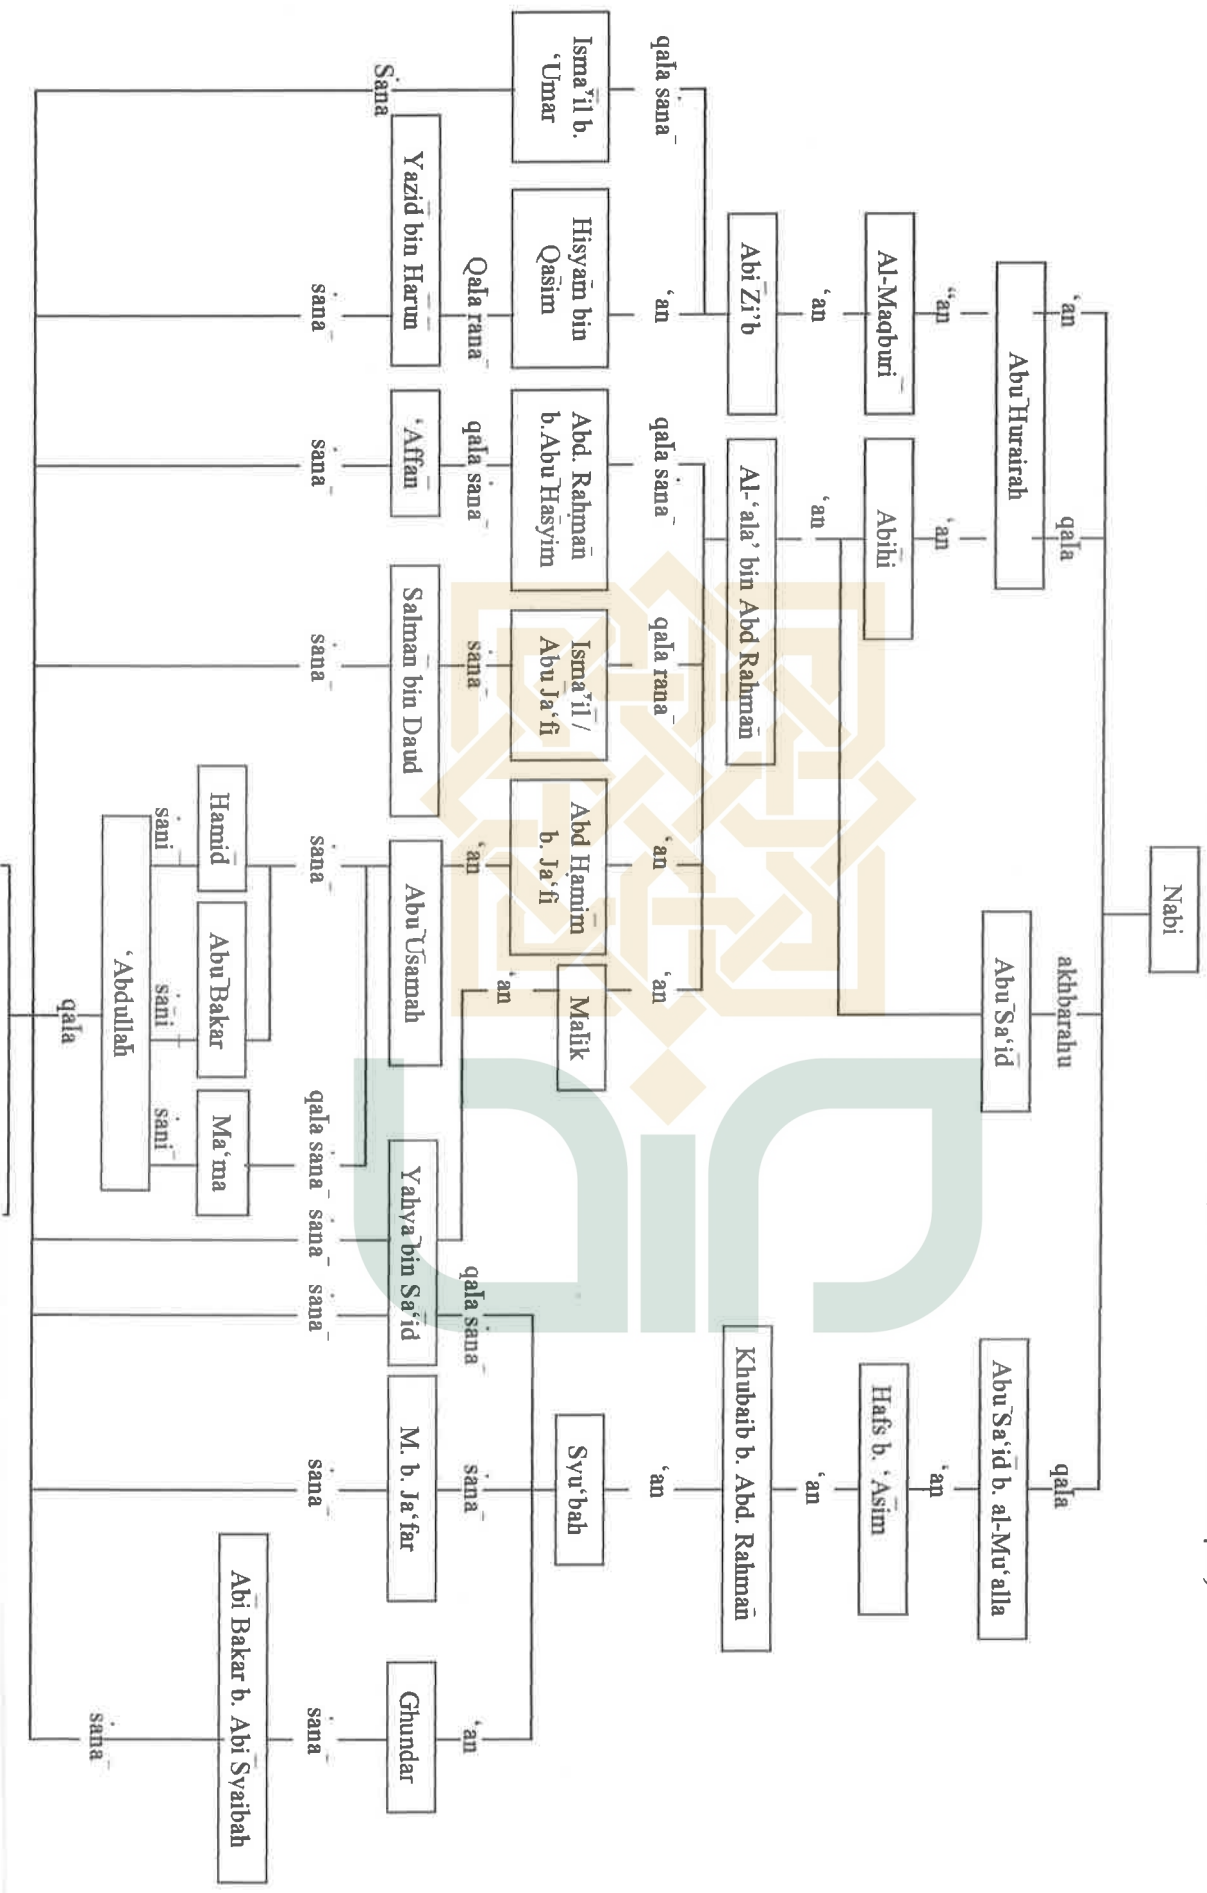 Nabi
‘an
qala
akhbarahu
qala
Abu Hurairah
Abu Sa‘id
Abu Sa‘id b. al-Mu‘alla
“an
‘an
‘an
Al-Maqburi
Abihi
Hafs b. ‘Asim
‘an
‘an
‘an
Abi Zi’b
Al-‘ala’ bin Abd Rahman
Khubaib b. Abd. Rahman
qala sana
‘an
qala sana
qala rana
‘an
‘an
‘an
Isma’il b.
‘Umar
Hisyam bin
Qasim
Abd. Rahman
b.Abu Hasyim
Isma’il /
Abu Ja‘fi
Abd Hamim
b. Ja‘fi
Malik
Syu‘bah
Qala rana
qala sana
sana
‘an
‘an
qala sana
sana
‘an
Sana
Yazid bin Harun
‘Affan
Salman bin Daud
Abu Usamah
Yahya bin Sa‘id
M. b. Ja‘far
Ghundar
sana
sana
sana
sana
qala sana
sana
sana
sana
sana
Hamid
Abu Bakar
Ma‘ma
Abi Bakar b. Abi Syaibah
sani
sani
sani
‘Abdullah
sana
qala